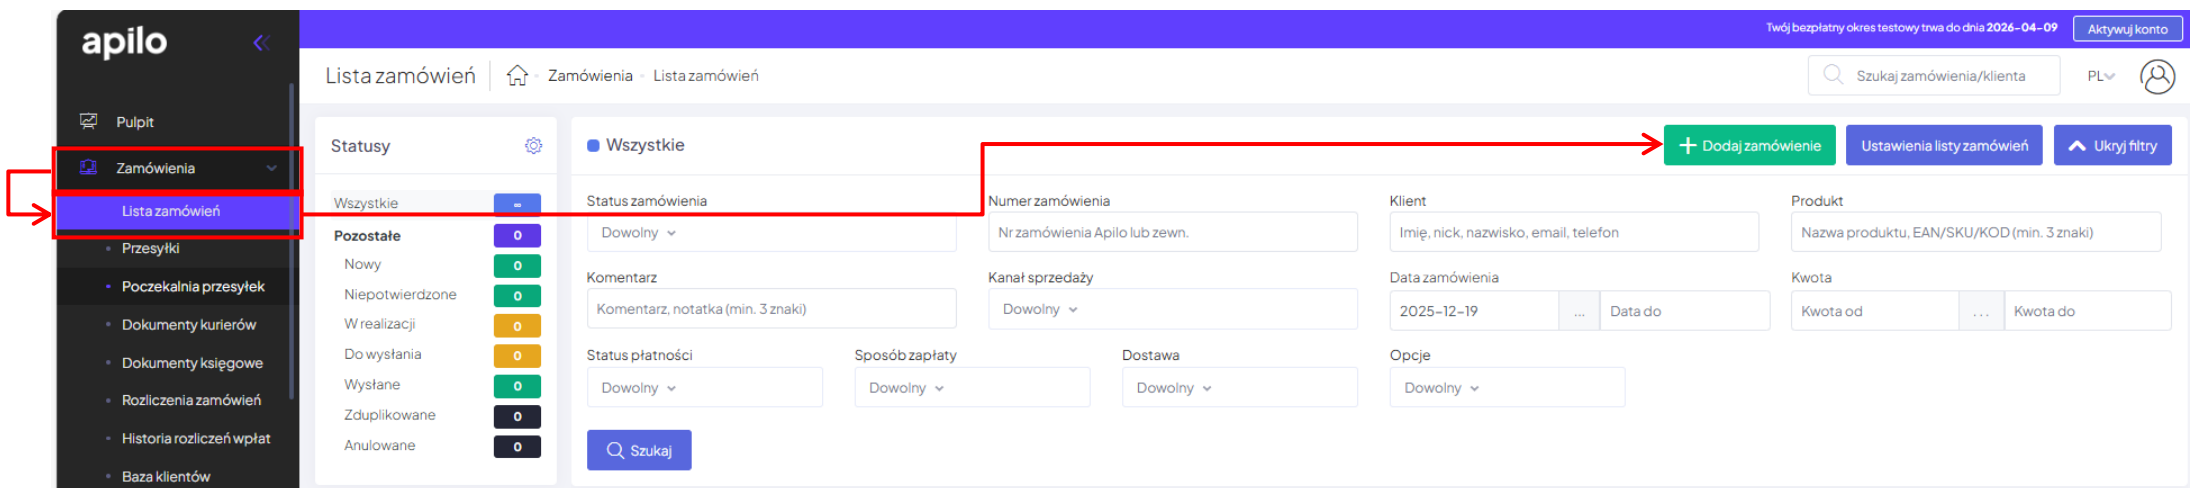 apilo
Twój bezpłatny okres testowy trwa do dnia 2026-04-09
Aktywuj konto
Lista zamówień
Zamówienia - Lista zamówień
Szukaj zamówienia/klienta
PL
Pulpit
Zamówienia
Lista zamówień
Przesyłki
Poczekalnia przesyłek
Dokumenty kurierów
Dokumenty księgowe
Rozliczenia zamówień
Historia rozliczeń wpłat
Baza klientów
Statusy
Wszystkie ∞
Pozostałe 0
Nowy 0
Niepotwierdzone 0
W realizacji 0
Do wysłania 0
Wysłane 0
Zduplikowane 0
Anulowane 0
Wszystkie
+ Dodaj zamówienie
Ustawienia listy zamówień
Ukryj filtry
Status zamówienia
Dowolny
Numer zamówienia
Nr zamówienia Apilo lub zewn.
Klient
Imię, nick, nazwisko, email, telefon
Produkt
Nazwa produktu, EAN/SKU/KOD (min. 3 znaki)
Komentarz
Komentarz, notatka (min. 3 znaki)
Kanał sprzedaży
Dowolny
Data zamówienia
2025-12-19 ... Data do
Kwota
Kwota od ... Kwota do
Status płatności
Dowolny
Sposób zapłaty
Dowolny
Dostawa
Dowolny
Opcje
Dowolny
Szukaj